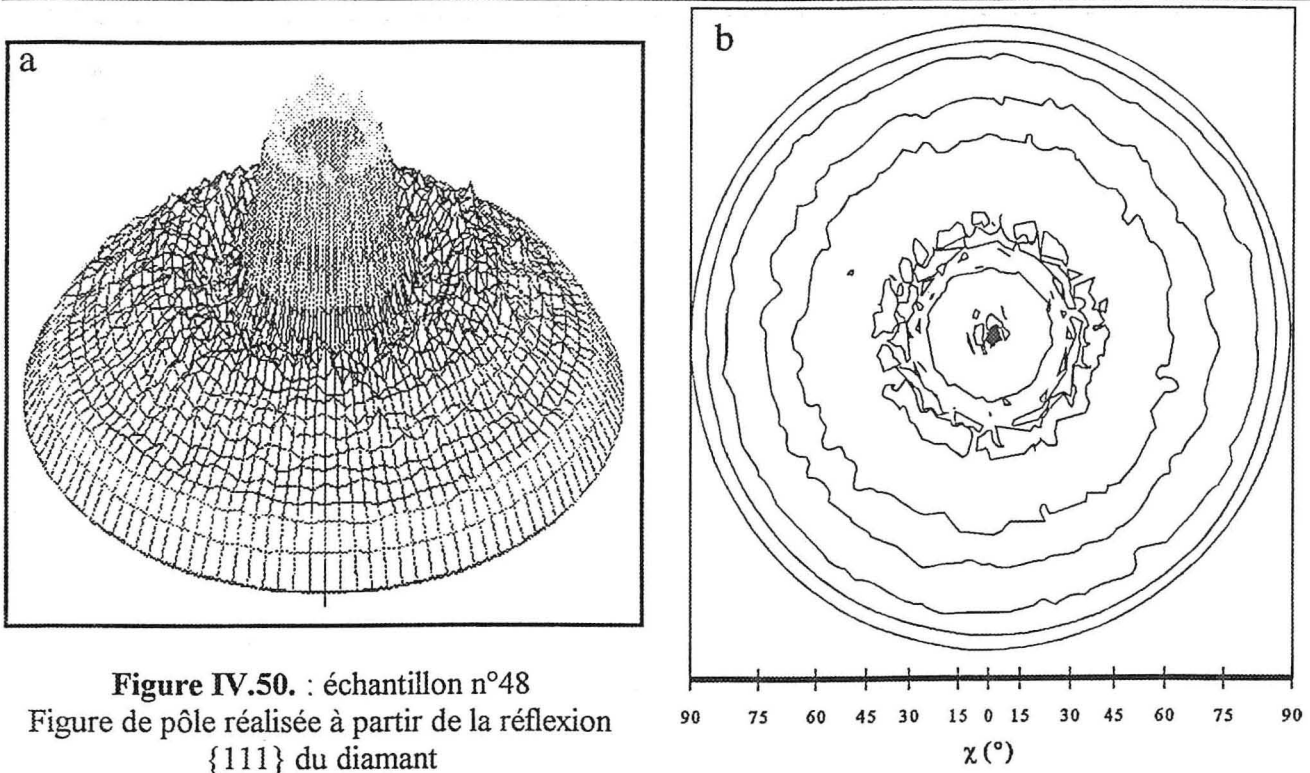 a
b
Figure IV.50. : échantillon n°48
Figure de pôle réalisée à partir de la réflexion
{111} du diamant
90 75 60 45 30 15 0 15 30 45 60 75 90
χ (°)